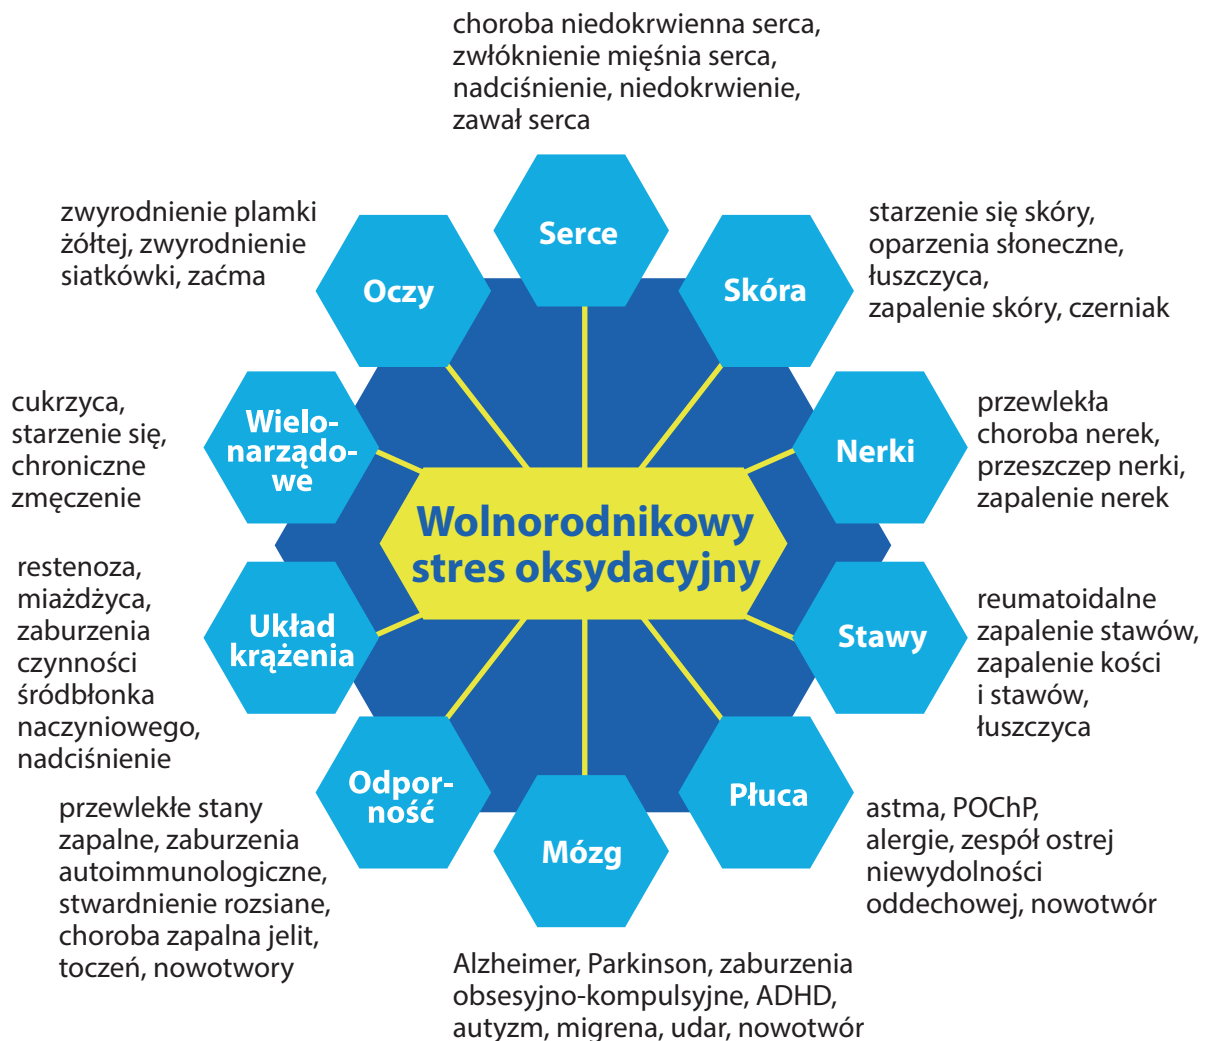 choroba niedokrwienna serca,
zwłóknienie mięśnia serca,
nadciśnienie, niedokrwienie,
zawał serca
Serce
zwyrodnienie plamki
żółtej, zwyrodnienie
siatkówki, zaćma
Oczy
Skóra
starzenie się skóry,
oparzenia słoneczne,
łuszczyca,
zapalenie skóry, czerniak
cukrzyca,
starzenie się,
chroniczne
zmęczenie
Wielo-
narządo-
we
Nerki
przewlekła
choroba nerek,
przeszczep nerki,
zapalenie nerek
Wolnorodnikowy
stres oksydacyjny
restenoza,
miażdżyca,
zaburzenia
czynności
śródbłonka
naczyniowego,
nadciśnienie
Układ
krążenia
Stawy
reumatoidalne
zapalenie stawów,
zapalenie kości
i stawów,
łuszczyca
przewlekłe stany
zapalne, zaburzenia
autoimmunologiczne,
stwardnienie rozsiane,
choroba zapalna jelit,
toczeń, nowotwory
Odpor-
ność
Mózg
Płuca
astma, POChP,
alergie, zespół ostrej
niewydolności
oddechowej, nowotwór
Alzheimer, Parkinson, zaburzenia
obsesyjno-kompulsyjne, ADHD,
autyzm, migrena, udar, nowotwór